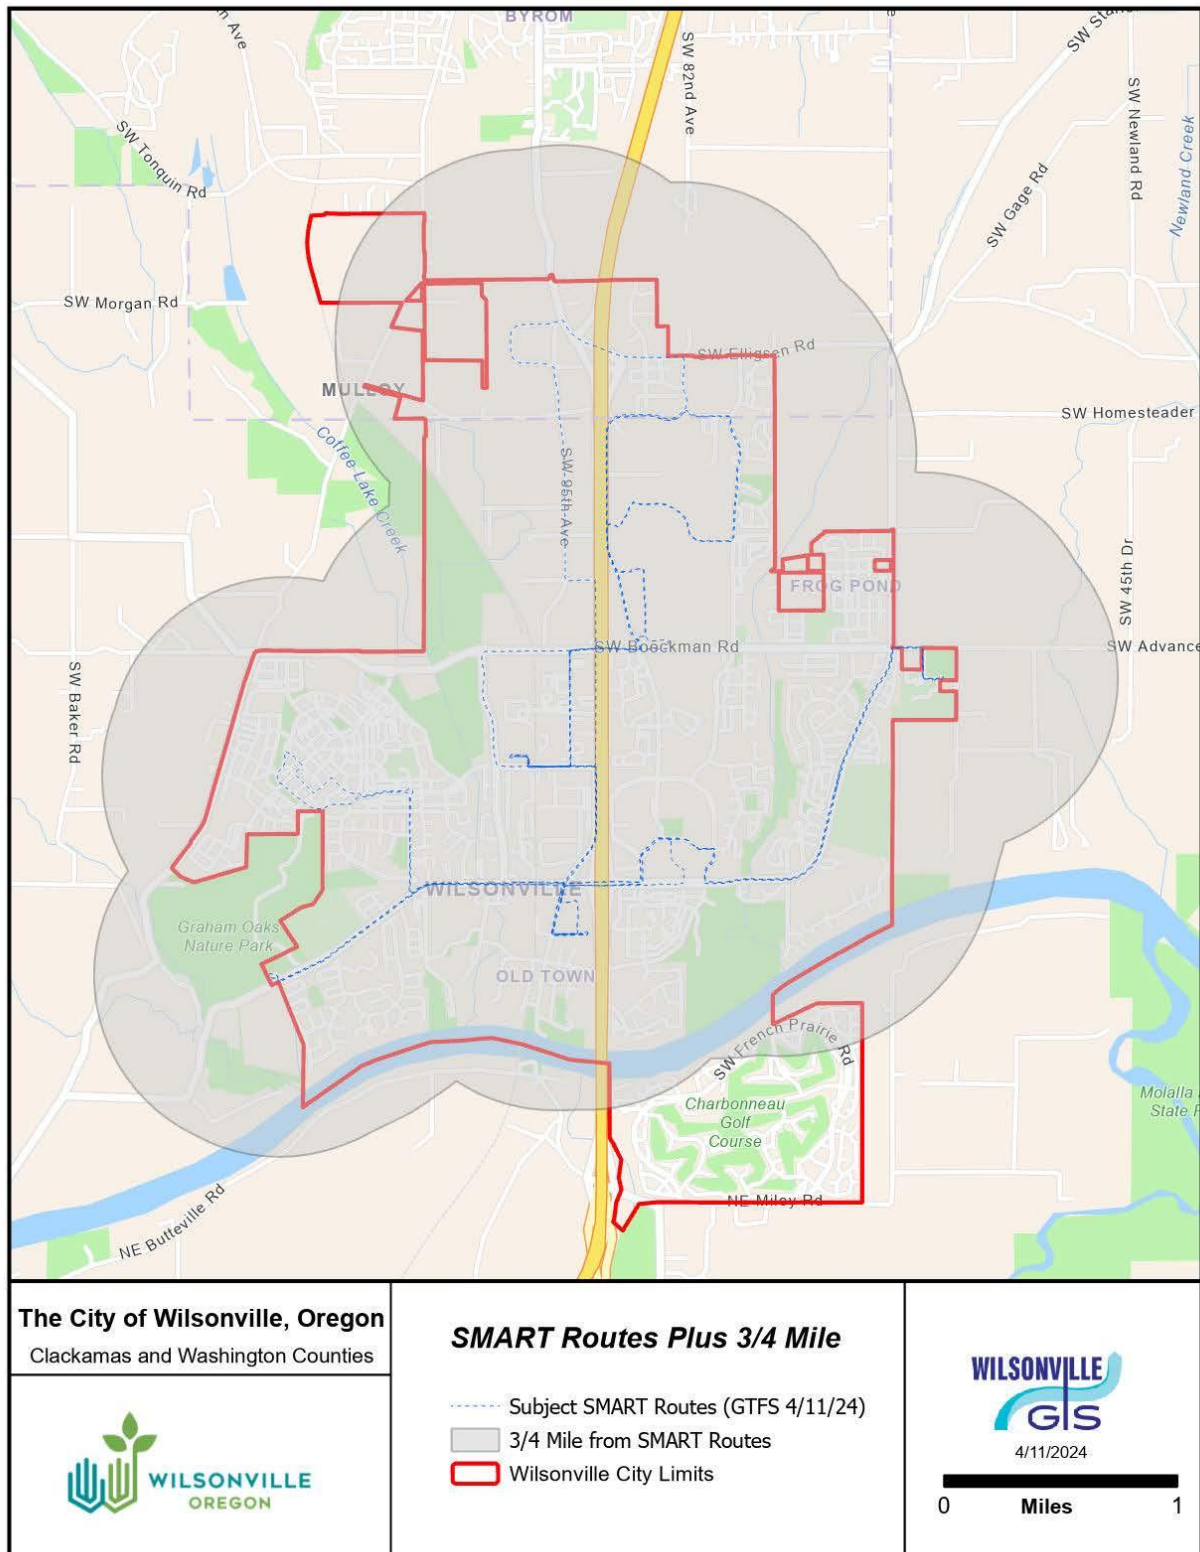 BYROM
SW 82nd Ave
SW Newland Rd
Newland Creek
SW Tonquin Rd
SW Gage Rd
SW Morgan Rd
SW Elligsen Rd
MULLOY
SW Homesteader
Coffee Lake Creek
SW 95th Ave
SW 45th Dr
FROG POND
SW Boeckman Rd
SW Advance
SW Baker Rd
WILSONVILLE
Graham Oaks
Nature Park
OLD TOWN
SW French Prairie Rd
Charbonneau
Golf
Course
Molalla
State
NE Miley Rd
NE Butteville Rd
The City of Wilsonville, Oregon
Clackamas and Washington Counties
WILSONVILLE
OREGON
SMART Routes Plus 3/4 Mile
Subject SMART Routes (GTFS 4/11/24)
3/4 Mile from SMART Routes
Wilsonville City Limits
WILSONVILLE
GIS
4/11/2024
0 Miles 1